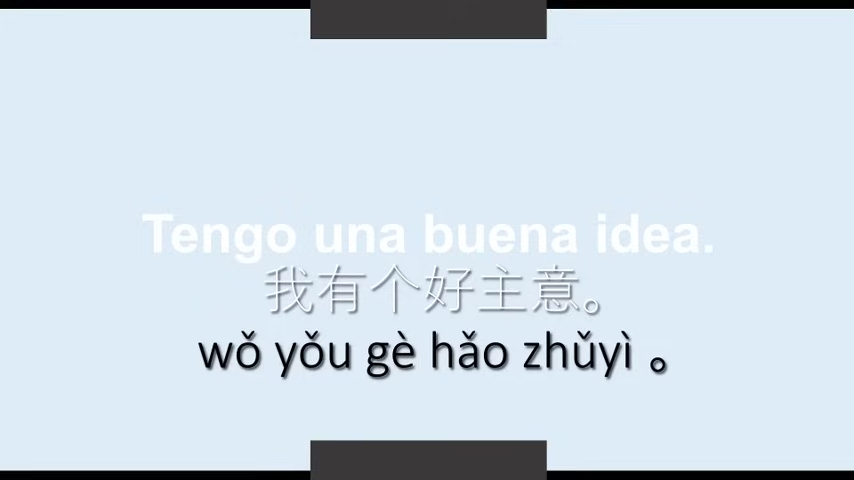 Tengo una buena idea.
我有个好主意。
wǒ yǒu gè hǎo zhǔyì 。